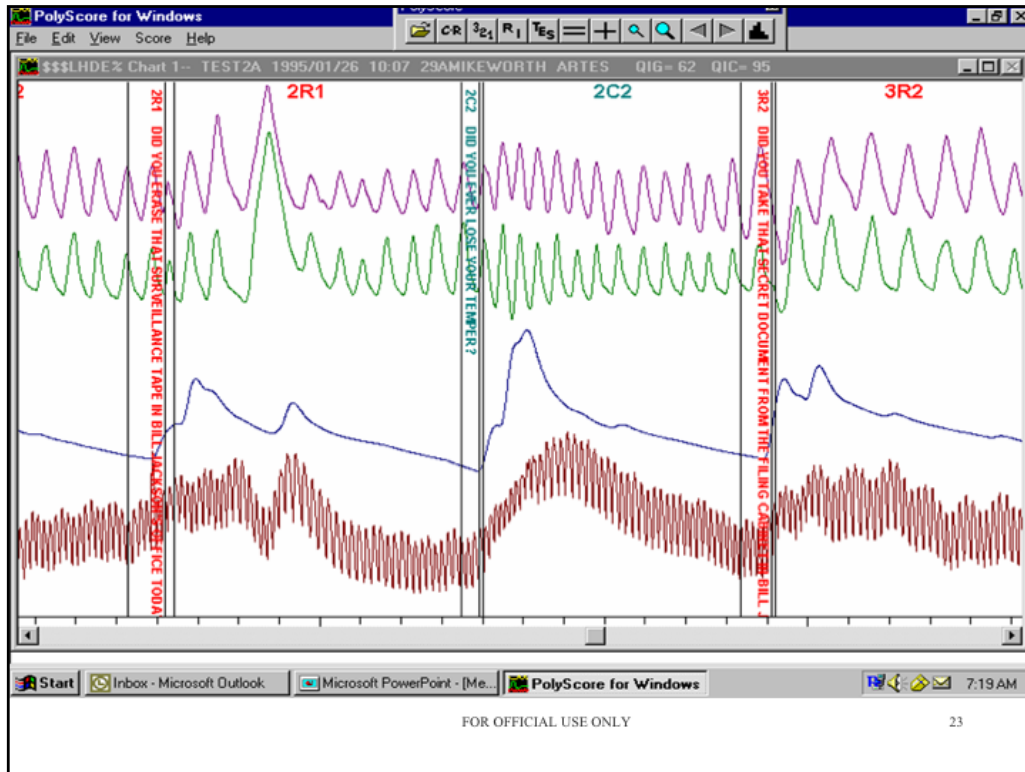 PolyScore for Windows
PolyScore
File Edit View Score Help
C·R 321 RI TES
$$$LHDE% Chart 1-- TEST2A 1995/01/26 10:07 29AMIKEWORTH ARTES QIG= 62 QIC= 95
2
2R1 DID YOU ERASE THAT SURVEILLANCE TAPE IN BILL JACKSON'S OFFICE TODA
2R1
2C2 DID YOU EVER LOSE YOUR TEMPER?
2C2
3R2 DID YOU TAKE THAT SECRET DOCUMENT FROM THE FILING CABINET IN BILL J
3R2
Start Inbox - Microsoft Outlook Microsoft PowerPoint - [Me... PolyScore for Windows 7:19 AM
FOR OFFICIAL USE ONLY 23